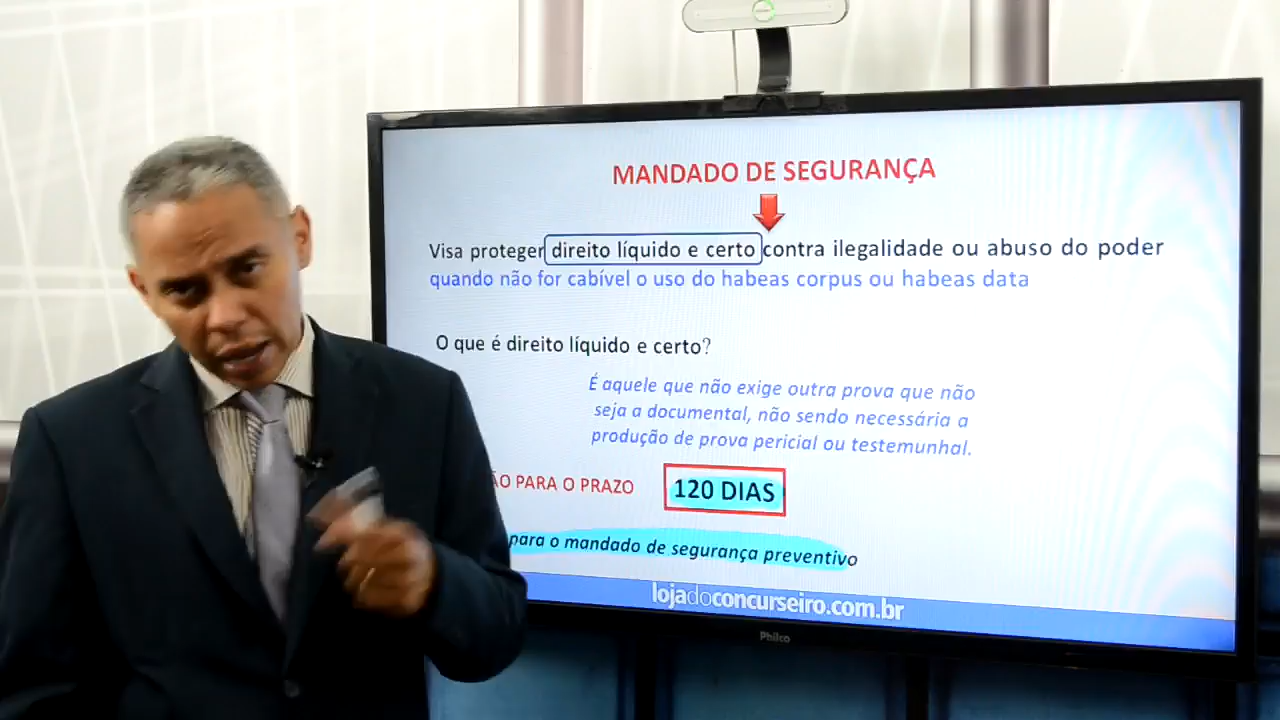 MANDADO DE SEGURANÇA
Visa proteger direito líquido e certo contra ilegalidade ou abuso do poder
quando não for cabível o uso do habeas corpus ou habeas data
O que é direito líquido e certo?
É aquele que não exige outra prova que não
seja a documental, não sendo necessária a
produção de prova pericial ou testemunhal.
PARA O PRAZO 120 DIAS
para o mandado de segurança preventivo
lojadoconcurseiro.com.br
Philco